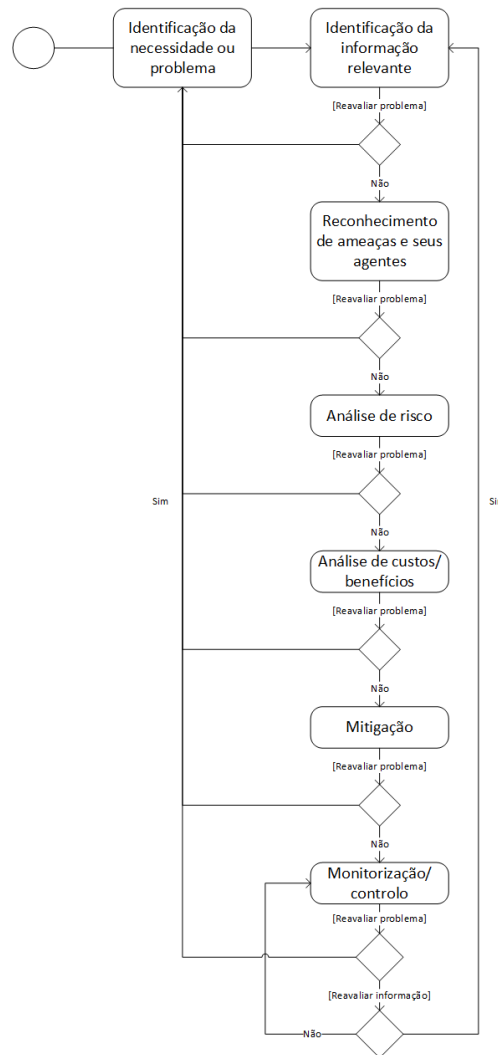 Identificação da
necessidade ou
problema
Identificação da
informação
relevante
[Reavaliar problema]
Não
Reconhecimento
de ameaças e seus
agentes
[Reavaliar problema]
Não
Análise de risco
[Reavaliar problema]
Sim
Não
Análise de custos/
benefícios
[Reavaliar problema]
Não
Mitigação
[Reavaliar problema]
Não
Monitorização/
controlo
[Reavaliar problema]
[Reavaliar informação]
Não